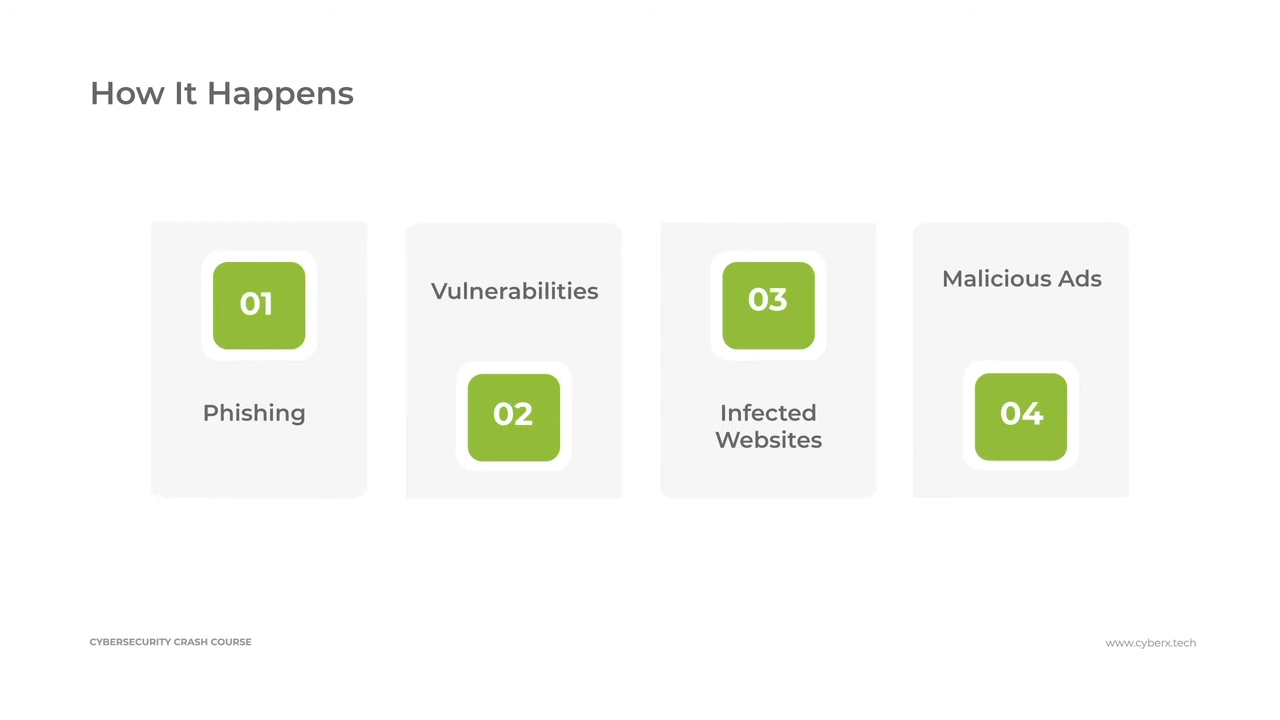 How It Happens
01
Phishing
Vulnerabilities
02
03
Infected
Websites
Malicious Ads
04
CYBERSECURITY CRASH COURSE
www.cyberx.tech